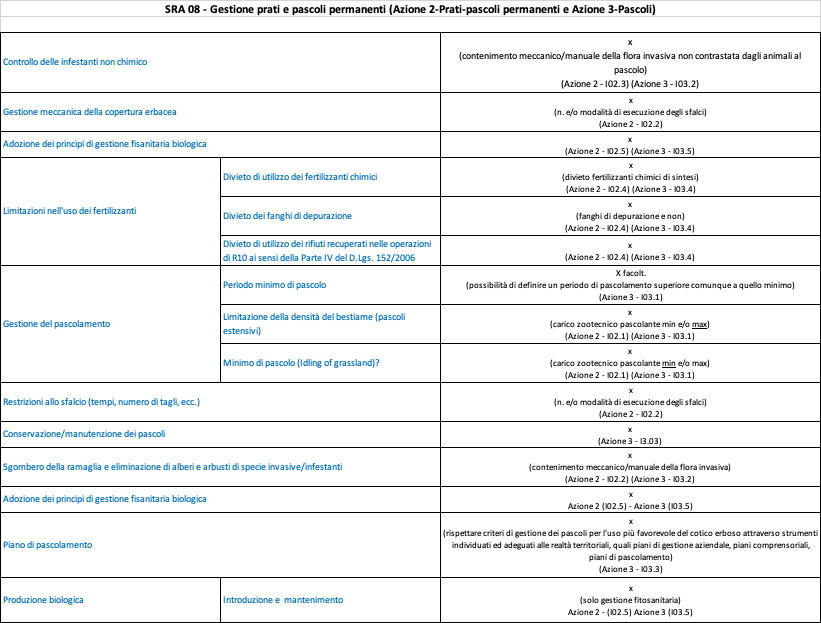 SRA 08 - Gestione prati e pascoli permanenti (Azione 2-Prati-pascoli permanenti e Azione 3-Pascoli)
Controllo delle infestanti non chimico
x
(contenimento meccanico/manuale della flora invasiva non contrastata dagli animali al
pascolo)
(Azione 2 - I02.3) (Azione 3 - I03.2)
Gestione meccanica della copertura erbacea
x
(n. e/o modalità di esecuzione degli sfalci)
(Azione 2 - I02.2)
Adozione dei principi di gestione fisanitaria biologica
x
(Azione 2 - I02.5) (Azione 3 - I03.5)
Limitazioni nell'uso dei fertilizzanti
Divieto di utilizzo dei fertilizzanti chimici
x
(divieto fertilizzanti chimici di sintesi)
(Azione 2 - I02.4) (Azione 3 - I03.4)
Divieto dei fanghi di depurazione
x
(fanghi di depurazione e non)
(Azione 2 - I02.4) (Azione 3 - I03.4)
Divieto di utilizzo dei rifiuti recuperati nelle operazioni
di R10 ai sensi della Parte IV del D.Lgs. 152/2006
x
(Azione 2 - I02.4) (Azione 3 - I03.4)
Gestione del pascolamento
Periodo minimo di pascolo
X facolt.
(possibilità di definire un periodo di pascolamento superiore comunque a quello minimo)
(Azione 3 - I03.1)
Limitazione della densità del bestiame (pascoli
estensivi)
x
(carico zootecnico pascolante min e/o max)
(Azione 2 - I02.1) (Azione 3 - I03.1)
Minimo di pascolo (Idling of grassland)?
x
(carico zootecnico pascolante min e/o max)
(Azione 2 - I02.1) (Azione 3 - I03.1)
Restrizioni allo sfalcio (tempi, numero di tagli, ecc.)
x
(n. e/o modalità di esecuzione degli sfalci)
(Azione 2 - I02.2)
Conservazione/manutenzione dei pascoli
x
(Azione 3 - I3.03)
Sgombero della ramaglia e eliminazione di alberi e arbusti di specie invasive/infestanti
x
(contenimento meccanico/manuale della flora invasiva)
(Azione 2 - I02.2) (Azione 3 - I03.2)
Adozione dei principi di gestione fisanitaria biologica
x
Azione 2 (I02.5) - Azione 3 (I03.5)
Piano di pascolamento
x
(rispettare criteri di gestione dei pascoli per l'uso più favorevole del cotico erboso attraverso strumenti
individuati ed adeguati alle realtà territoriali, quali piani di gestione aziendale, piani comprensoriali,
piani di pascolamento)
(Azione 3 - I03.3)
Produzione biologica
Introduzione e mantenimento
x
(solo gestione fitosanitaria)
Azione 2 - (I02.5) Azione 3 (I03.5)